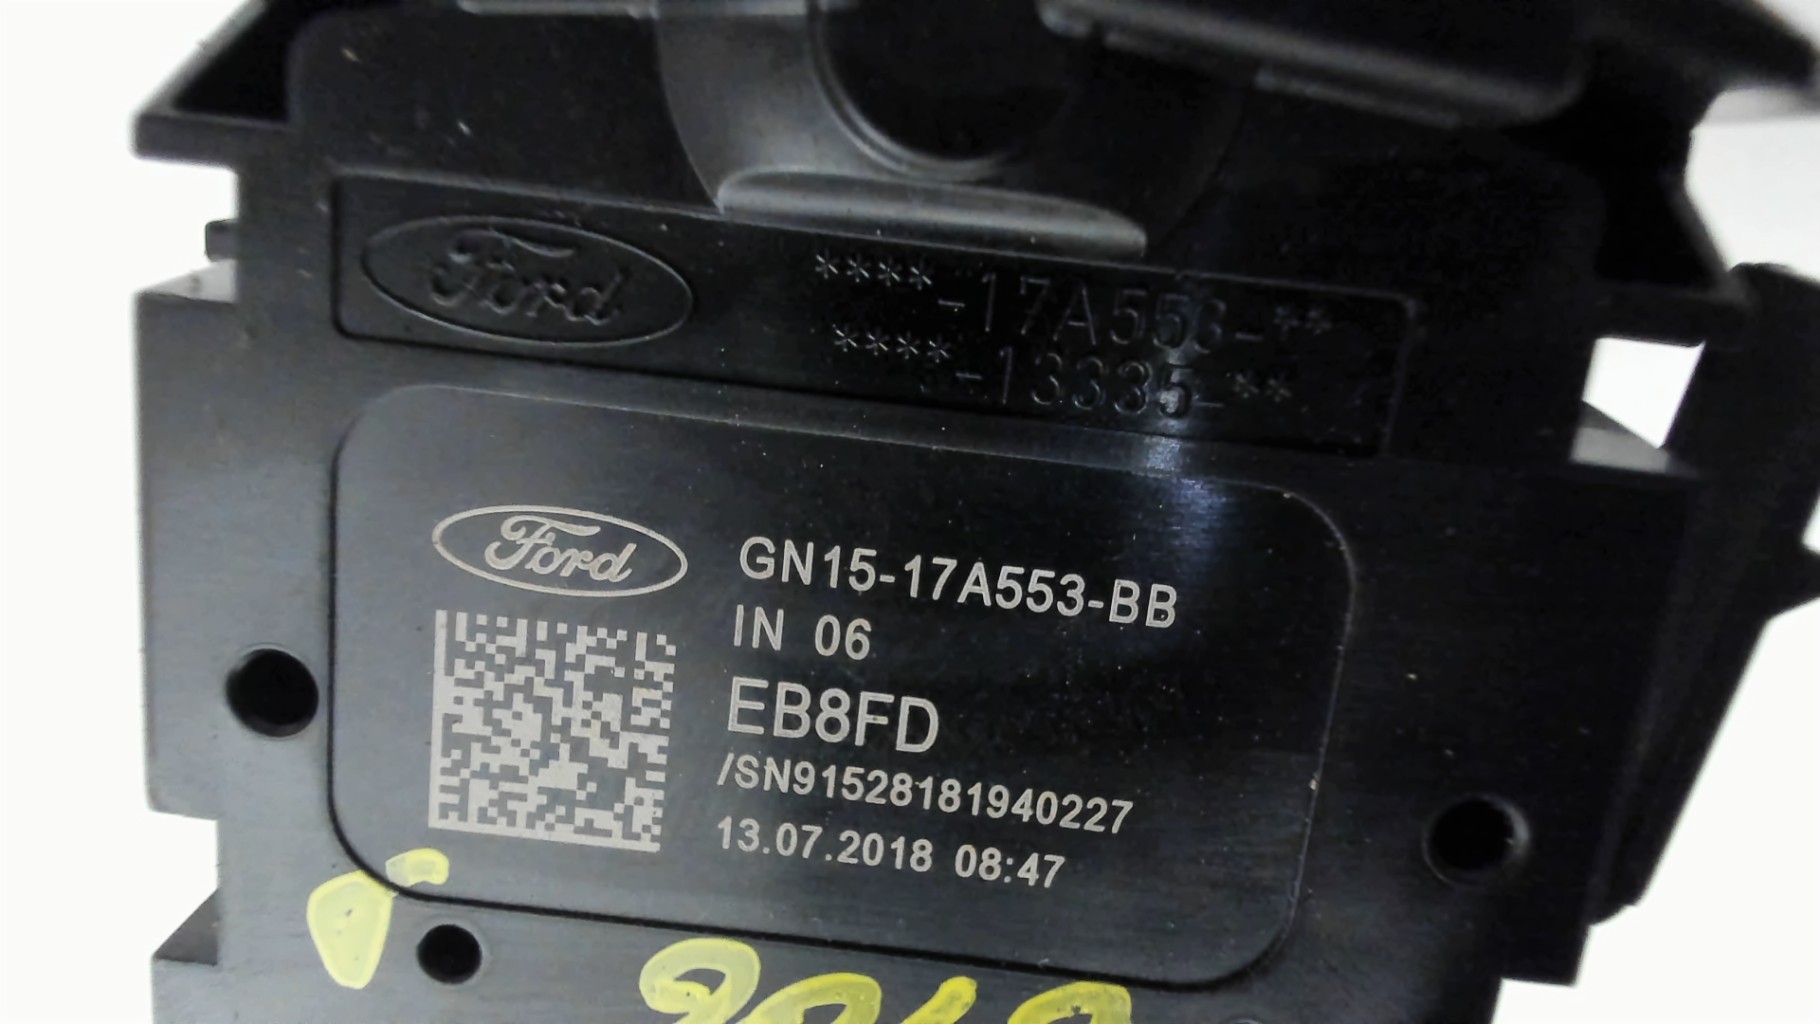 Ford
****-17A553-**
****-13335-**
Ford
GN15-17A553-BB
IN 06
EB8FD
/SN91528181940227
13.07.2018 08:47